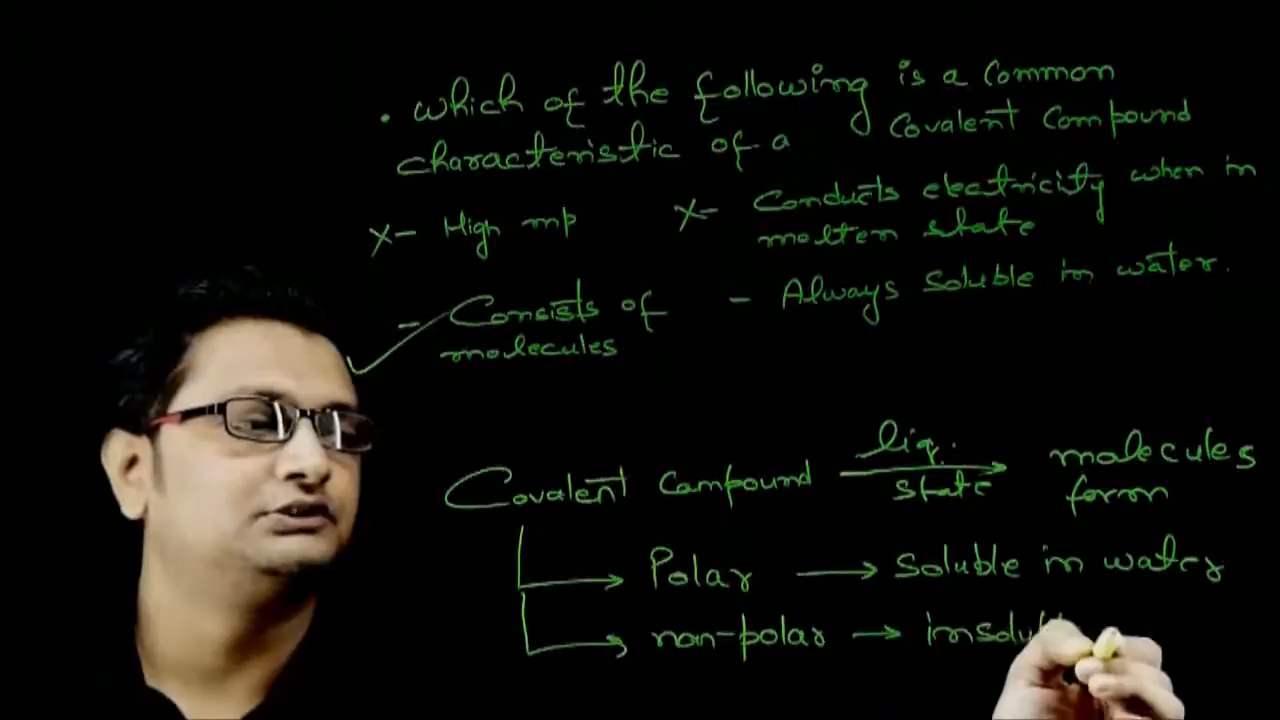 . which of the following is a common
characteristic of a covalent compound
X- High mp
X- Conducts electricity when in
molten state
- Consists of
molecules
- Always soluble in water.
Covalent compound liq. state molecules
form
Polar → soluble in water
non-polar → insolub